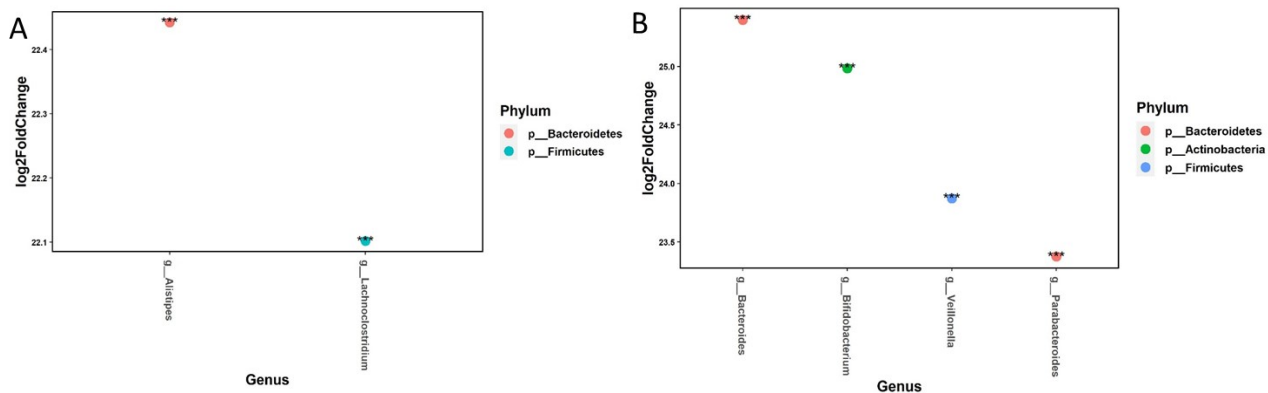 A
log2FoldChange
22.4
22.3
22.2
22.1
***
***
g__Alistipes
g__Lachnoclostridium
Genus
Phylum
p__Bacteroidetes
p__Firmicutes
B
log2FoldChange
25.0
24.5
24.0
23.5
***
***
***
***
g__Bacteroides
g__Bifidobacterium
g__Veillonella
g__Parabacteroides
Genus
Phylum
p__Bacteroidetes
p__Actinobacteria
p__Firmicutes